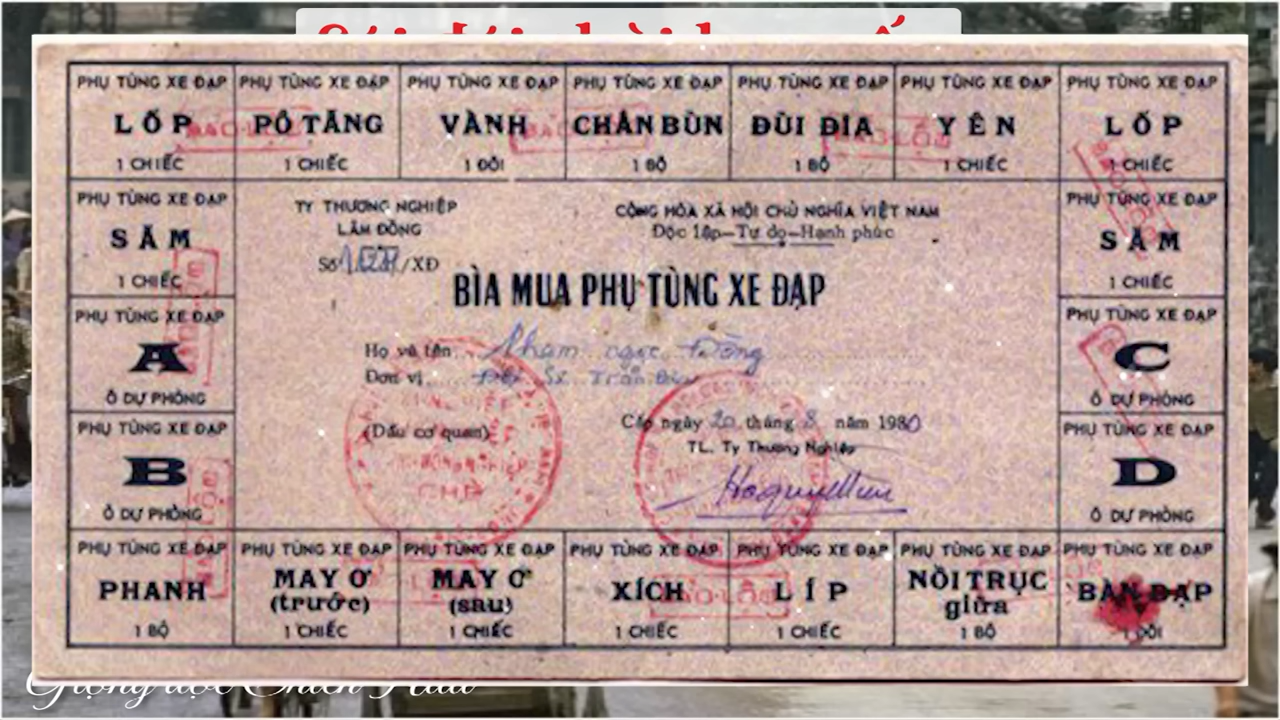 PHỤ TÙNG XE ĐẠP
LỐP
1 CHIẾC
PHỤ TÙNG XE ĐẠP
PÔ TĂNG
1 CHIẾC
PHỤ TÙNG XE ĐẠP
VÀNH
1 ĐÔI
PHỤ TÙNG XE ĐẠP
CHẮN BÙN
1 BỘ
PHỤ TÙNG XE ĐẠP
ĐÙI ĐĨA
1 BỘ
PHỤ TÙNG XE ĐẠP
YÊN
1 CHIẾC
PHỤ TÙNG XE ĐẠP
LỐP
1 CHIẾC
PHỤ TÙNG XE ĐẠP
SĂM
1 CHIẾC
PHỤ TÙNG XE ĐẠP
A
Ô DỰ PHÒNG
PHỤ TÙNG XE ĐẠP
B
Ô DỰ PHÒNG
TY THƯƠNG NGHIỆP
LÂM ĐỒNG
Số /XĐ
CỘNG HÒA XÃ HỘI CHỦ NGHĨA VIỆT NAM
Độc lập—Tự do—Hạnh phúc
BÌA MUA PHỤ TÙNG XE ĐẠP
Họ và tên Phạm ngọc
Đơn vị
(Dấu cơ quan)
Cấp ngày 20 tháng 8 năm 1980
TL. Ty Thương Nghiệp
PHỤ TÙNG XE ĐẠP
SĂM
1 CHIẾC
PHỤ TÙNG XE ĐẠP
C
Ô DỰ PHÒNG
PHỤ TÙNG XE ĐẠP
D
Ô DỰ PHÒNG
PHỤ TÙNG XE ĐẠP
PHANH
1 BỘ
PHỤ TÙNG XE ĐẠP
MAY Ơ
(trước)
1 CHIẾC
PHỤ TÙNG XE ĐẠP
MAY Ơ
(sau)
1 CHIẾC
PHỤ TÙNG XE ĐẠP
XÍCH
1 CHIẾC
PHỤ TÙNG XE ĐẠP
LÍP
1 CHIẾC
PHỤ TÙNG XE ĐẠP
NỒI TRỤC
giữa
1 BỘ
PHỤ TÙNG XE ĐẠP
BÀN ĐẠP
1 ĐÔI
BẢO-LỘC